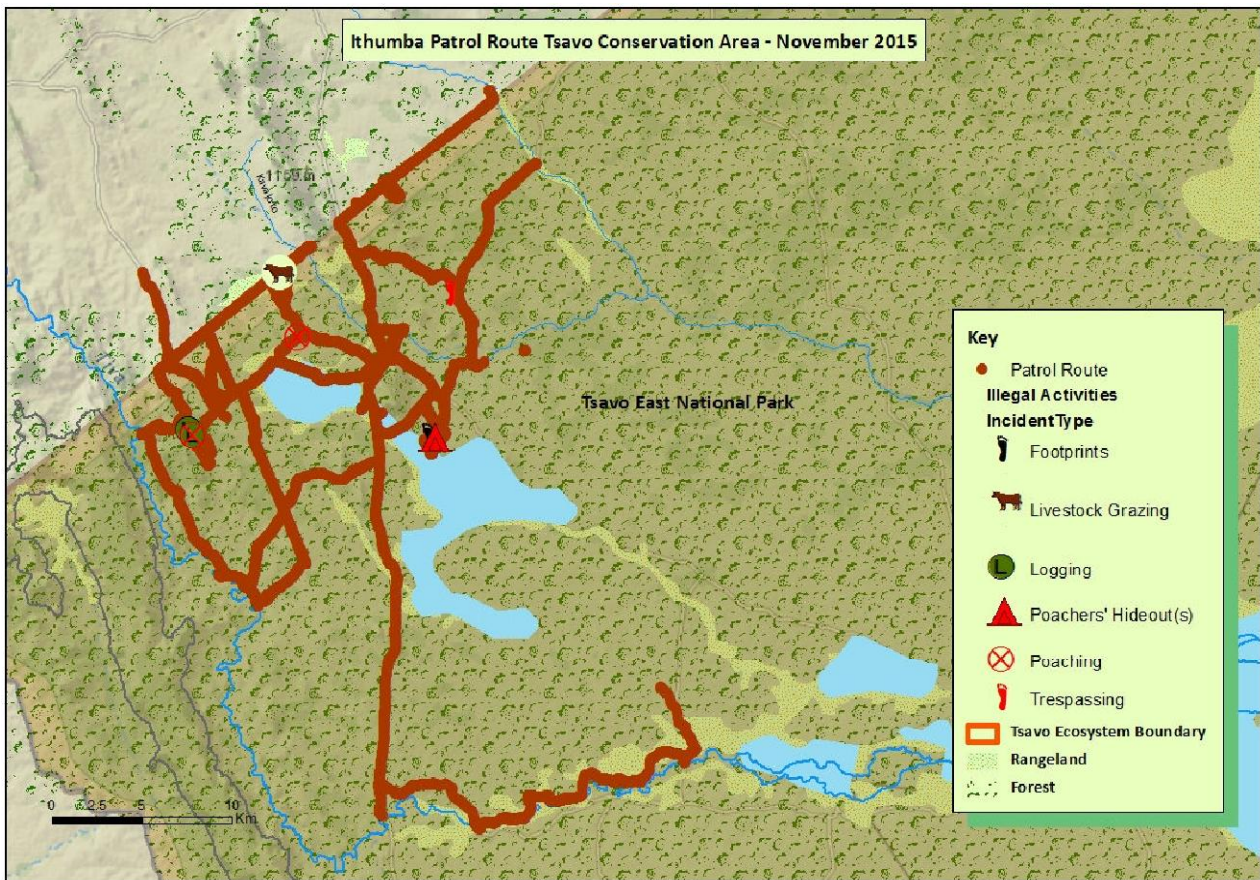 Ithumba Patrol Route Tsavo Conservation Area - November 2015
Tsavo East National Park
Key
Patrol Route
Illegal Activities
IncidentType
Footprints
Livestock Grazing
L
Logging
Poachers' Hideout(s)
Poaching
Trespassing
Tsavo Ecosystem Boundary
Rangeland
Forest
0 2.5 5 10
Km